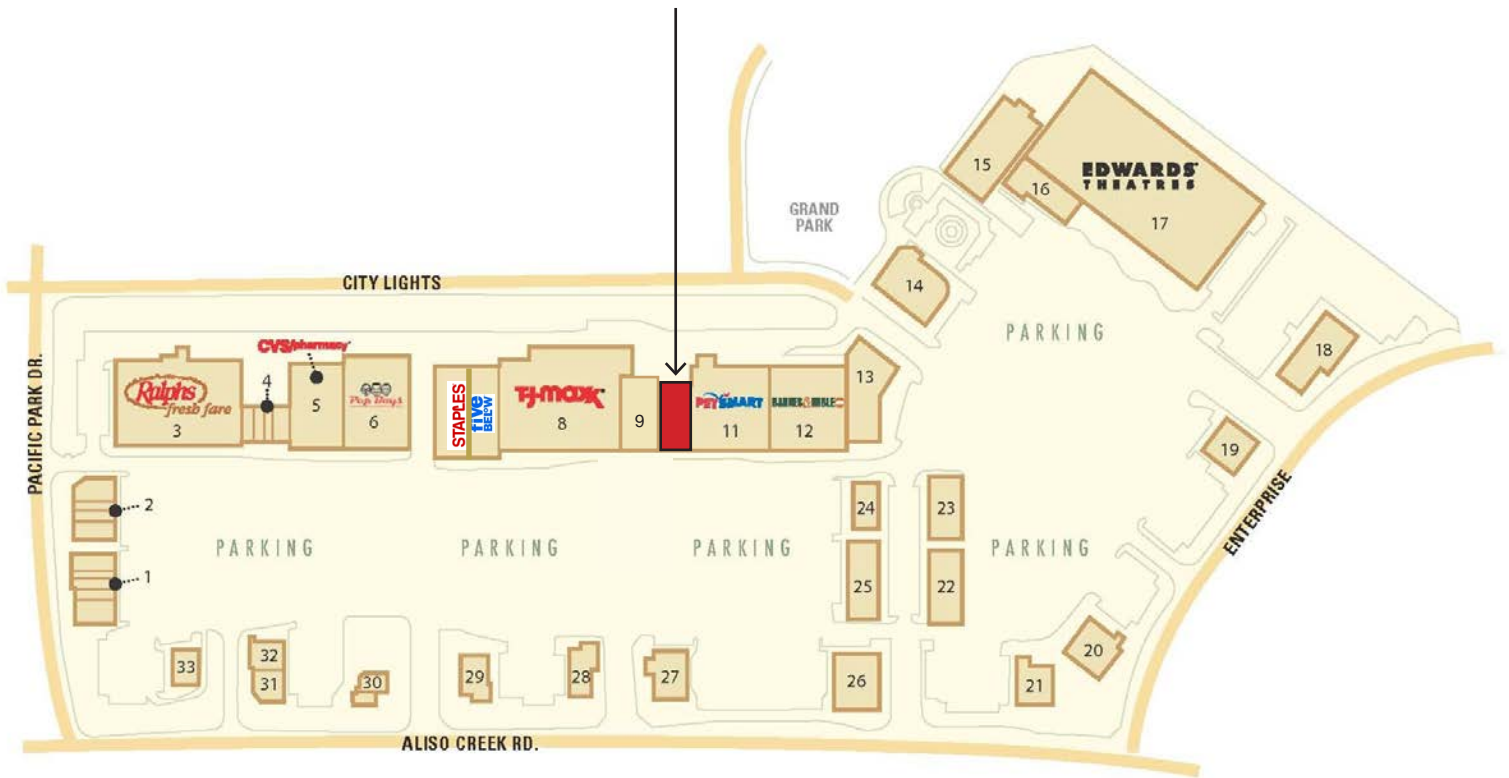 GRAND
PARK
CITY LIGHTS
PACIFIC PARK DR.
ENTERPRISE
ALISO CREEK RD.
EDWARDS
THEATRES
15
16
17
14
18
19
PARKING
CVS/pharmacy
4
Ralphs
fresh fare
3
5
Pep Boys
6
STAPLES
five
BEL°W
T.J.maxx
8
9
PETSMART
11
BARNES&NOBLE
12
13
2
1
PARKING
PARKING
PARKING
PARKING
24
23
25
22
33
32
31
30
29
28
27
26
21
20